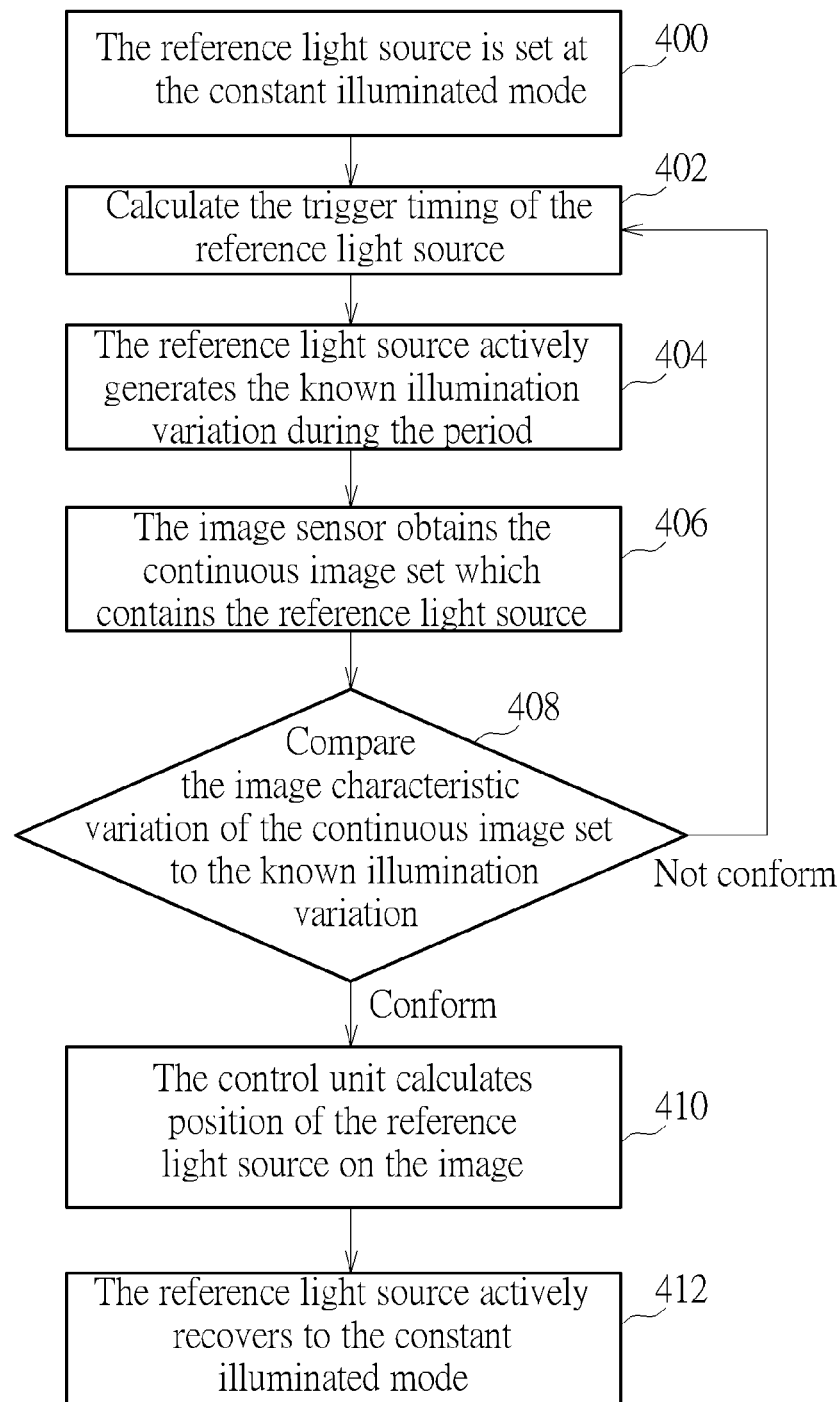 The reference light source is set at
the constant illuminated mode
400
402
Calculate the trigger timing of the
reference light source
The reference light source actively
generates the known illumination
variation during the period
404
The image sensor obtains the
continuous image set which
contains the reference light source
406
408
Compare
the image characteristic
variation of the continuous image set
to the known illumination
variation
Not conform
Conform
The control unit calculates
position of the reference
light source on the image
410
The reference light source actively
recovers to the constant
illuminated mode
412